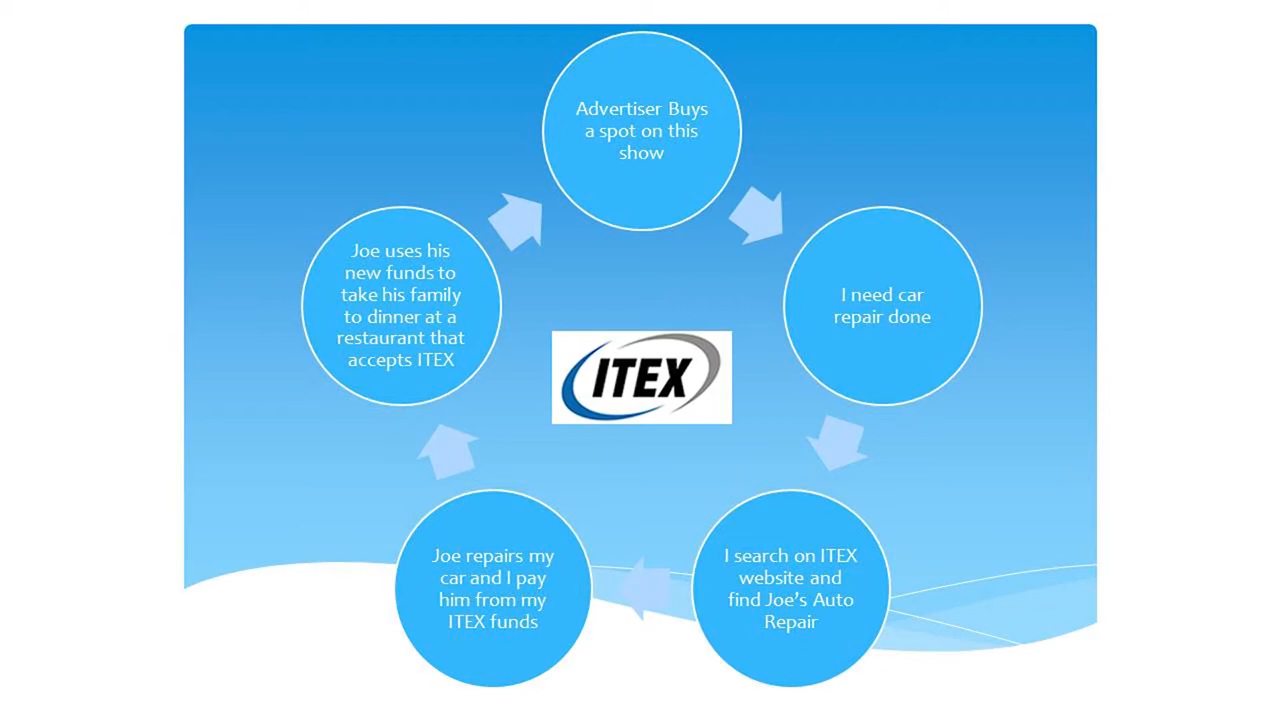 Advertiser Buys
a spot on this
show
I need car
repair done
I search on ITEX
website and
find Joe's Auto
Repair
Joe repairs my
car and I pay
him from my
ITEX funds
Joe uses his
new funds to
take his family
to dinner at a
restaurant that
accepts ITEX
ITEX